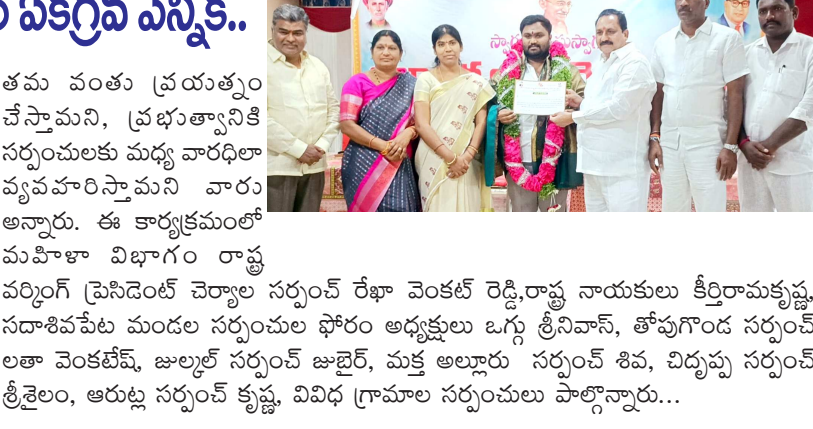 ఏకగ్రీవ ఎన్నిక..
తమ వంతు ప్రయత్నం
చేస్తామని, ప్రభుత్వానికి
సర్పంచులకు మధ్య వారధిలా
వ్యవహరిస్తామని వారు
అన్నారు. ఈ కార్యక్రమంలో
మహిళా విభాగం రాష్ట్ర
వర్కింగ్ ప్రెసిడెంట్ చెర్యాల సర్పంచ్ రేఖా వెంకట్ రెడ్డి,రాష్ట్ర నాయకులు కీర్తిరామకృష్ణ,
సదాశివపేట మండల సర్పంచుల ఫోరం అధ్యక్షులు ఒగ్గు శ్రీనివాస్, తోపుగొండ సర్పంచ్
లతా వెంకటేష్, జుల్కల్ సర్పంచ్ జుబైర్, మక్త అల్లూరు సర్పంచ్ శివ, చిదృప్ప సర్పంచ్
శ్రీశైలం, ఆరుట్ల సర్పంచ్ కృష్ణ, వివిధ గ్రామాల సర్పంచులు పాల్గొన్నారు...